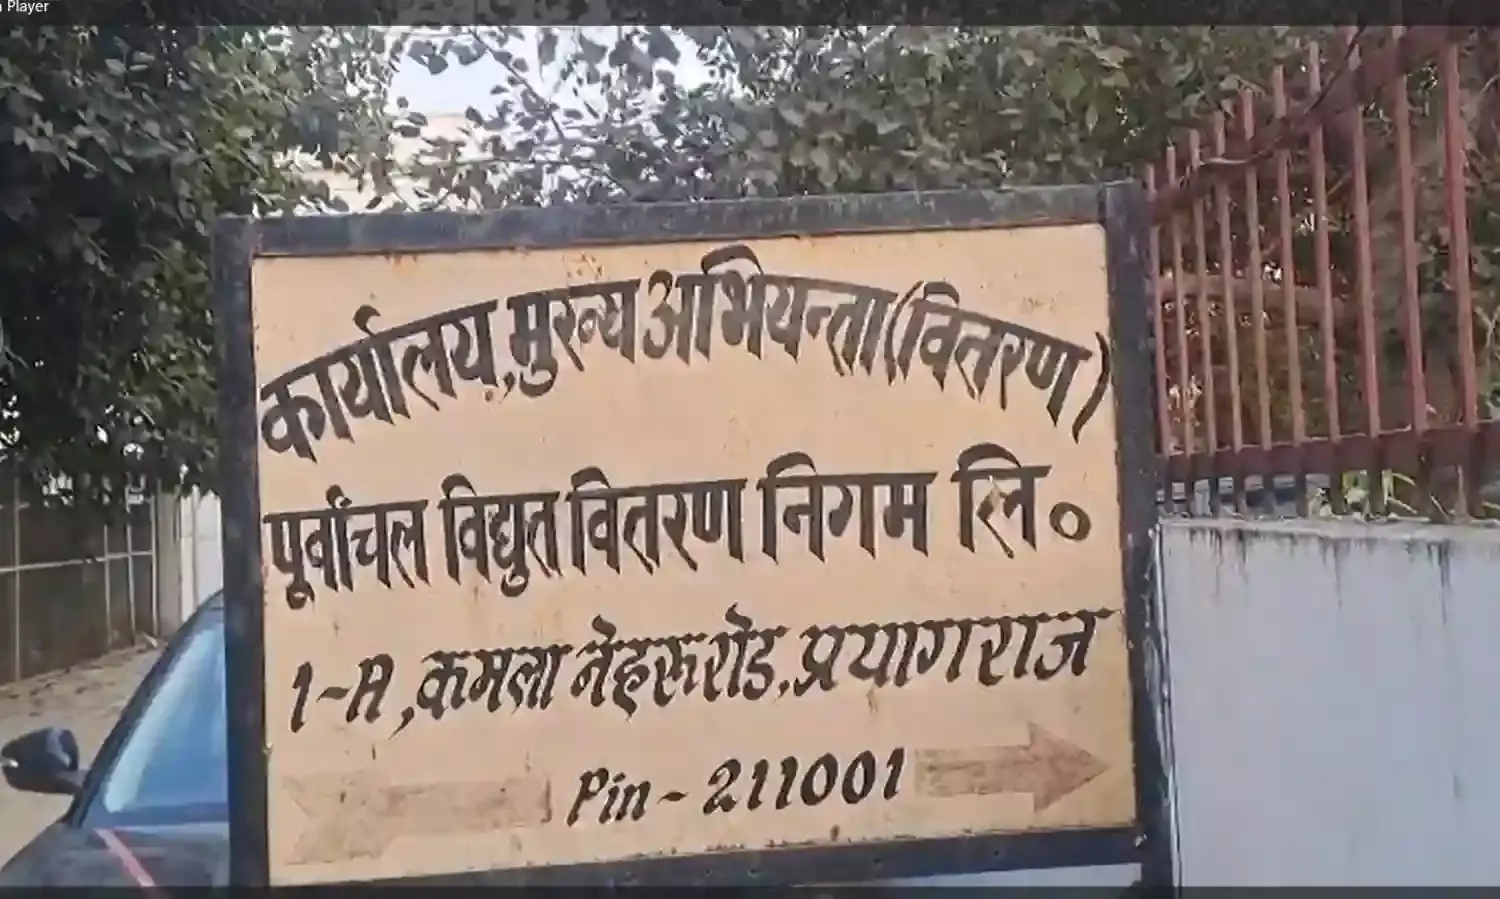 Player
कार्यालय, मुख्य अभियन्ता (वितरण)
पूर्वांचल विद्युत वितरण निगम लि०
1-A, कमला नेहरू रोड, प्रयागराज
Pin - 211001